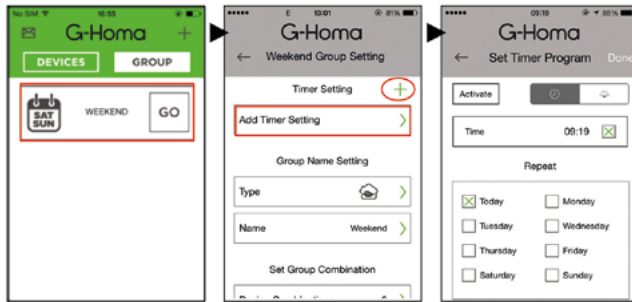 No SIM 16:55
G-Homa
DEVICES GROUP
SAT
SUN
WEEKEND GO
E 13:01 81%
G-Homa
Weekend Group Setting
Timer Setting
Add Timer Setting
Group Name Setting
Type
Name Weekend
Set Group Combination
09:19 88%
G-Homa
Set Timer Program Done
Activate
Time 09:19
Repeat
Today Monday
Tuesday Wednesday
Thursday Friday
Saturday Sunday